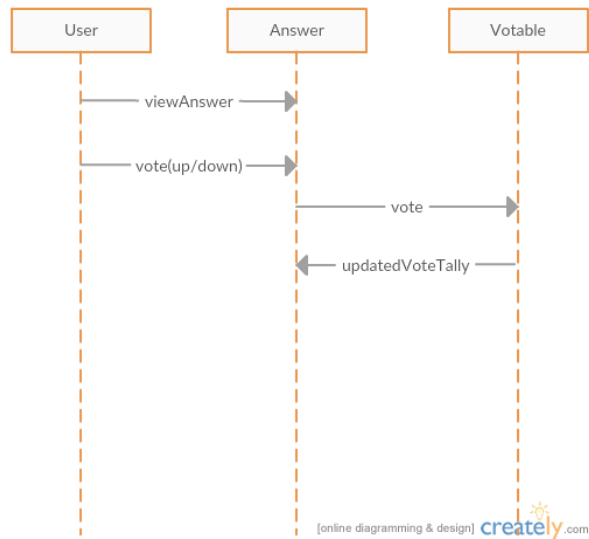 User
Answer
Votable
viewAnswer
vote(up/down)
vote
updatedVoteTally
[online diagramming & design] creately.com